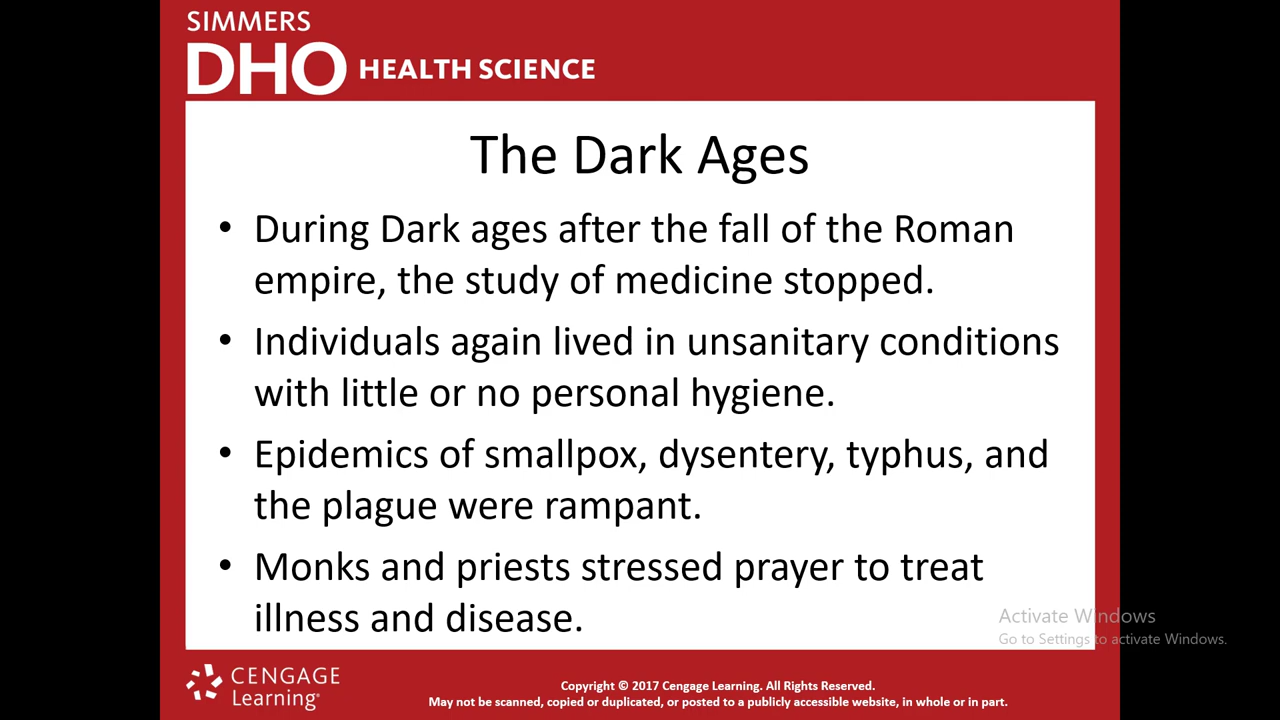 SIMMERS
DHO HEALTH SCIENCE
The Dark Ages
• During Dark ages after the fall of the Roman
empire, the study of medicine stopped.
• Individuals again lived in unsanitary conditions
with little or no personal hygiene.
• Epidemics of smallpox, dysentery, typhus, and
the plague were rampant.
• Monks and priests stressed prayer to treat
illness and disease.
Activate Windows
Go to Settings to activate Windows.
CENGAGE
Learning®
Copyright © 2017 Cengage Learning. All Rights Reserved.
May not be scanned, copied or duplicated, or posted to a publicly accessible website, in whole or in part.